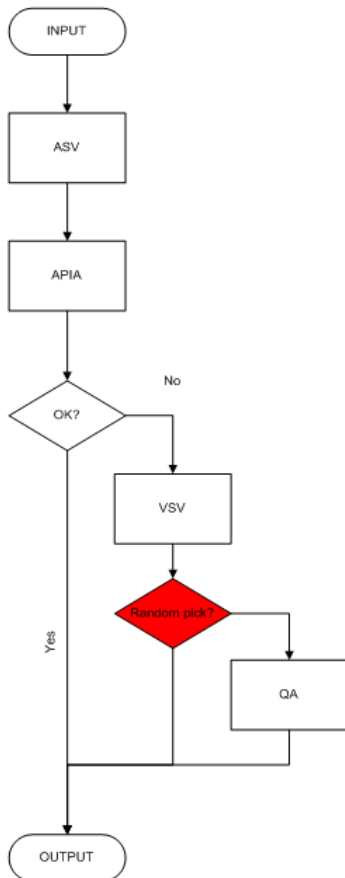 INPUT
ASV
APIA
No
OK?
VSV
Random pick?
Yes
QA
OUTPUT